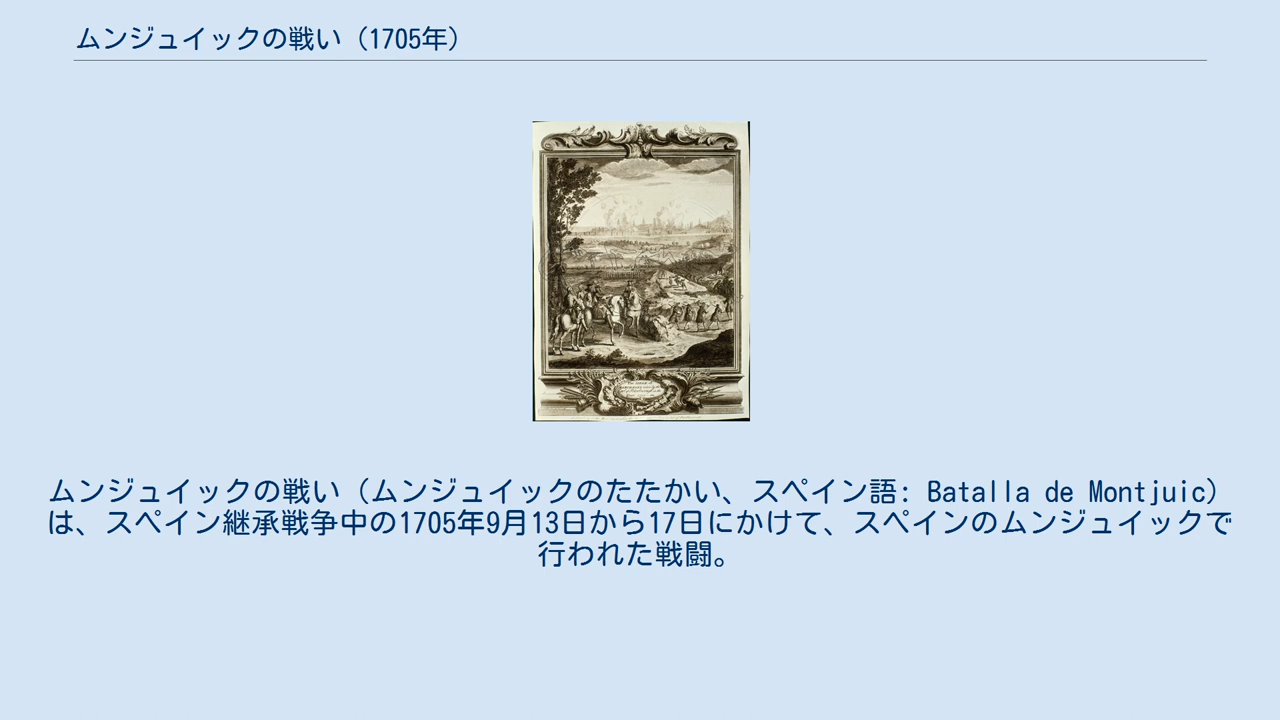 ムンジュイックの戦い（1705年）
ムンジュイックの戦い（ムンジュイックのたたかい、スペイン語: Batalla de Montjuic）
は、スペイン継承戦争中の1705年9月13日から17日にかけて、スペインのムンジュイックで
行われた戦闘。